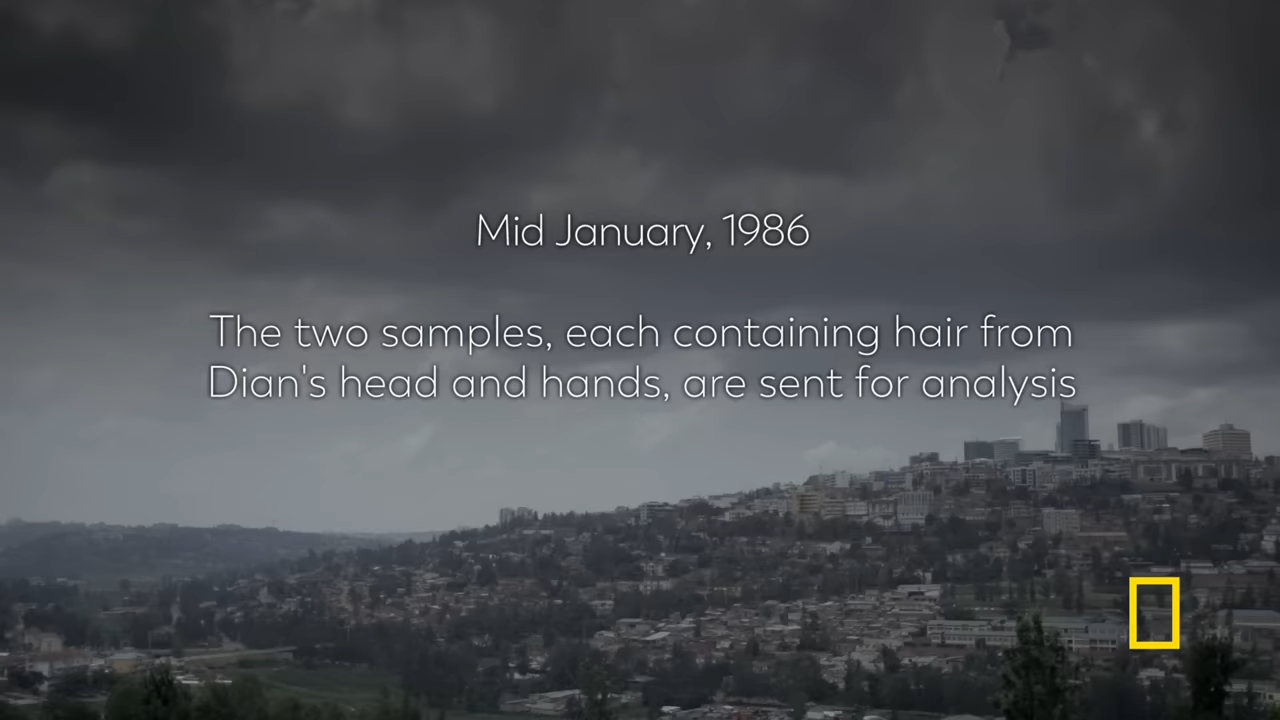 Mid January, 1986
The two samples, each containing hair from
Dian's head and hands, are sent for analysis